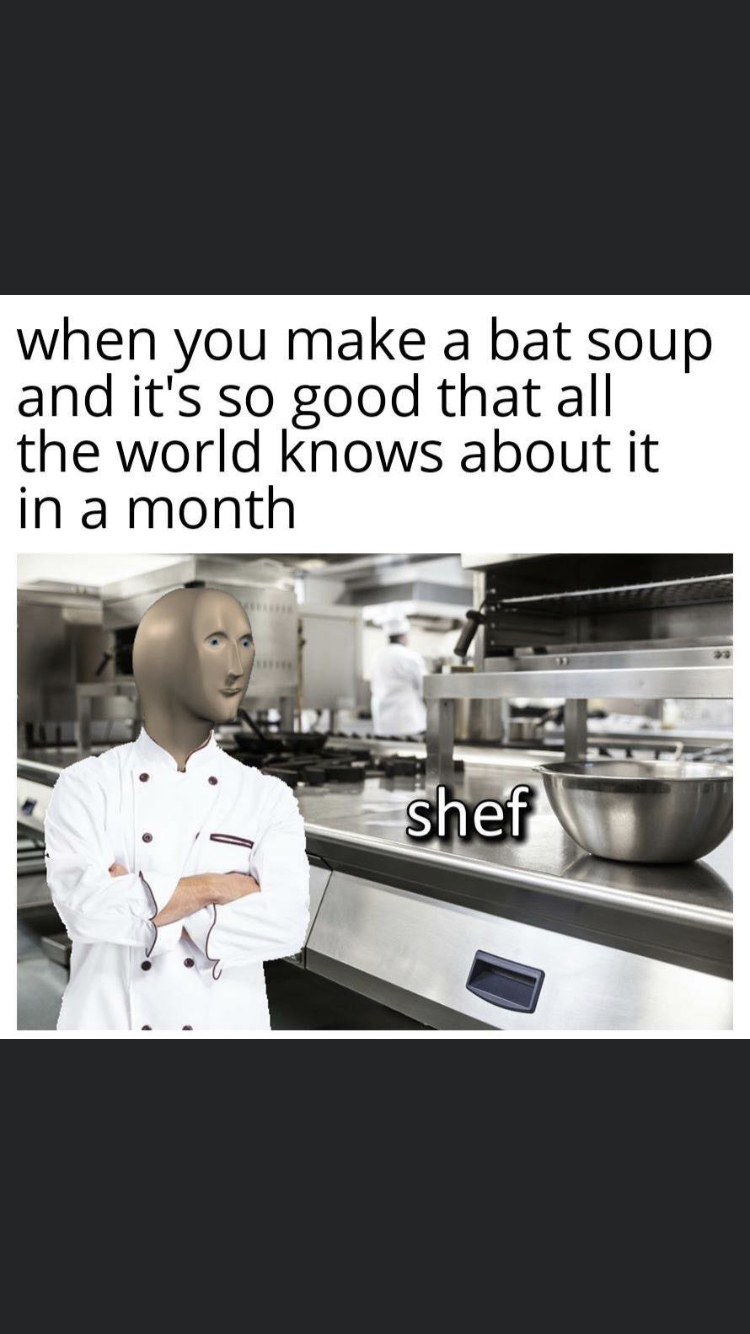 when you make a bat soup
and it's so good that all
the world knows about it
in a month
shef